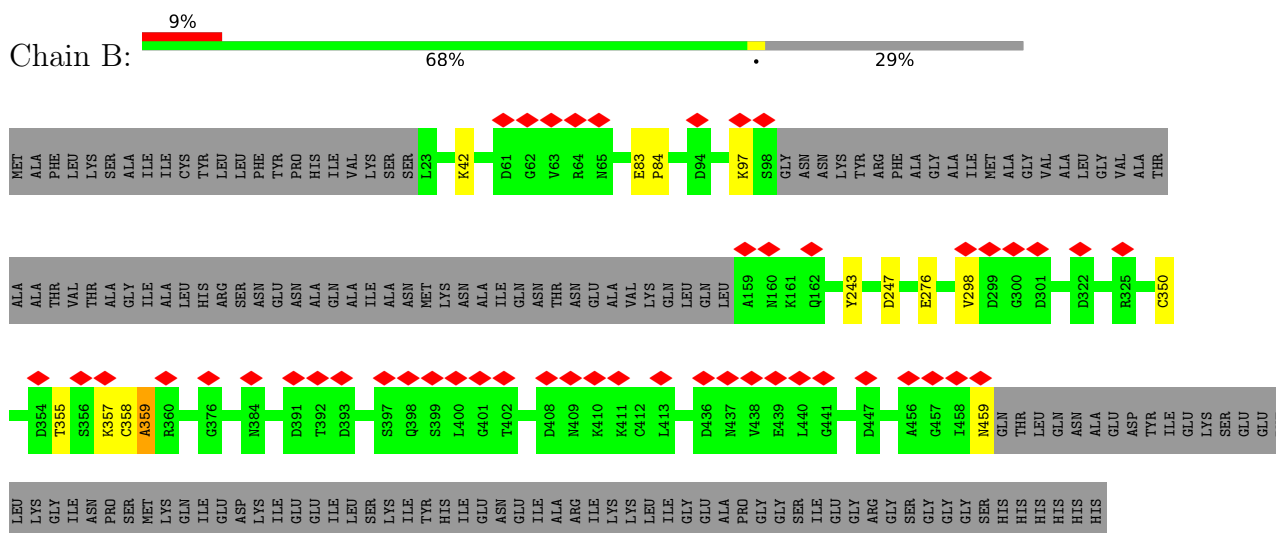 9%
Chain B:
68% • 29%
MET ALA PHE LEU LYS SER ALA ILE ILE CYS TYR LEU LEU PHE TYR PRO HIS ILE VAL LYS SER SER L23 K42 D61 G62 V63 R64 N65 E83 P84 D94 K97 S98 GLY ASN ASN LYS TYR ARG PHE ALA GLY ALA ILE MET ALA GLY VAL ALA LEU GLY VAL ALA THR
ALA ALA THR VAL THR ALA GLY ILE ALA LEU HIS ARG SER ASN GLU ASN ALA GLN ALA ILE ALA ASN MET LYS ASN ALA ILE GLN ASN THR ASN GLU ALA VAL LYS GLN LEU GLN LEU A159 N160 K161 Q162 Y243 D247 E276 V298 D299 G300 D301 D322 R325 C350
D354 T355 S356 K357 C358 A359 R360 G376 N384 D391 T392 D393 S397 Q398 S399 L400 G401 T402 D408 N409 K410 K411 C412 L413 D436 N437 V438 E439 L440 G441 D447 A456 G457 I458 N459 GLN THR LEU GLN ASN ALA GLU ASP TYR ILE GLU LYS SER GLU GLU
LEU LYS GLY ILE ASN PRO SER MET LYS GLN ILE GLU ASP LYS ILE GLU GLU ILE LEU SER LYS ILE TYR HIS ILE GLU ASN GLU ILE ALA ARG ILE LYS LYS LEU ILE GLY GLU ALA PRO GLY GLY SER ILE GLU GLY ARG GLY SER GLY GLY GLY SER HIS HIS HIS HIS HIS HIS